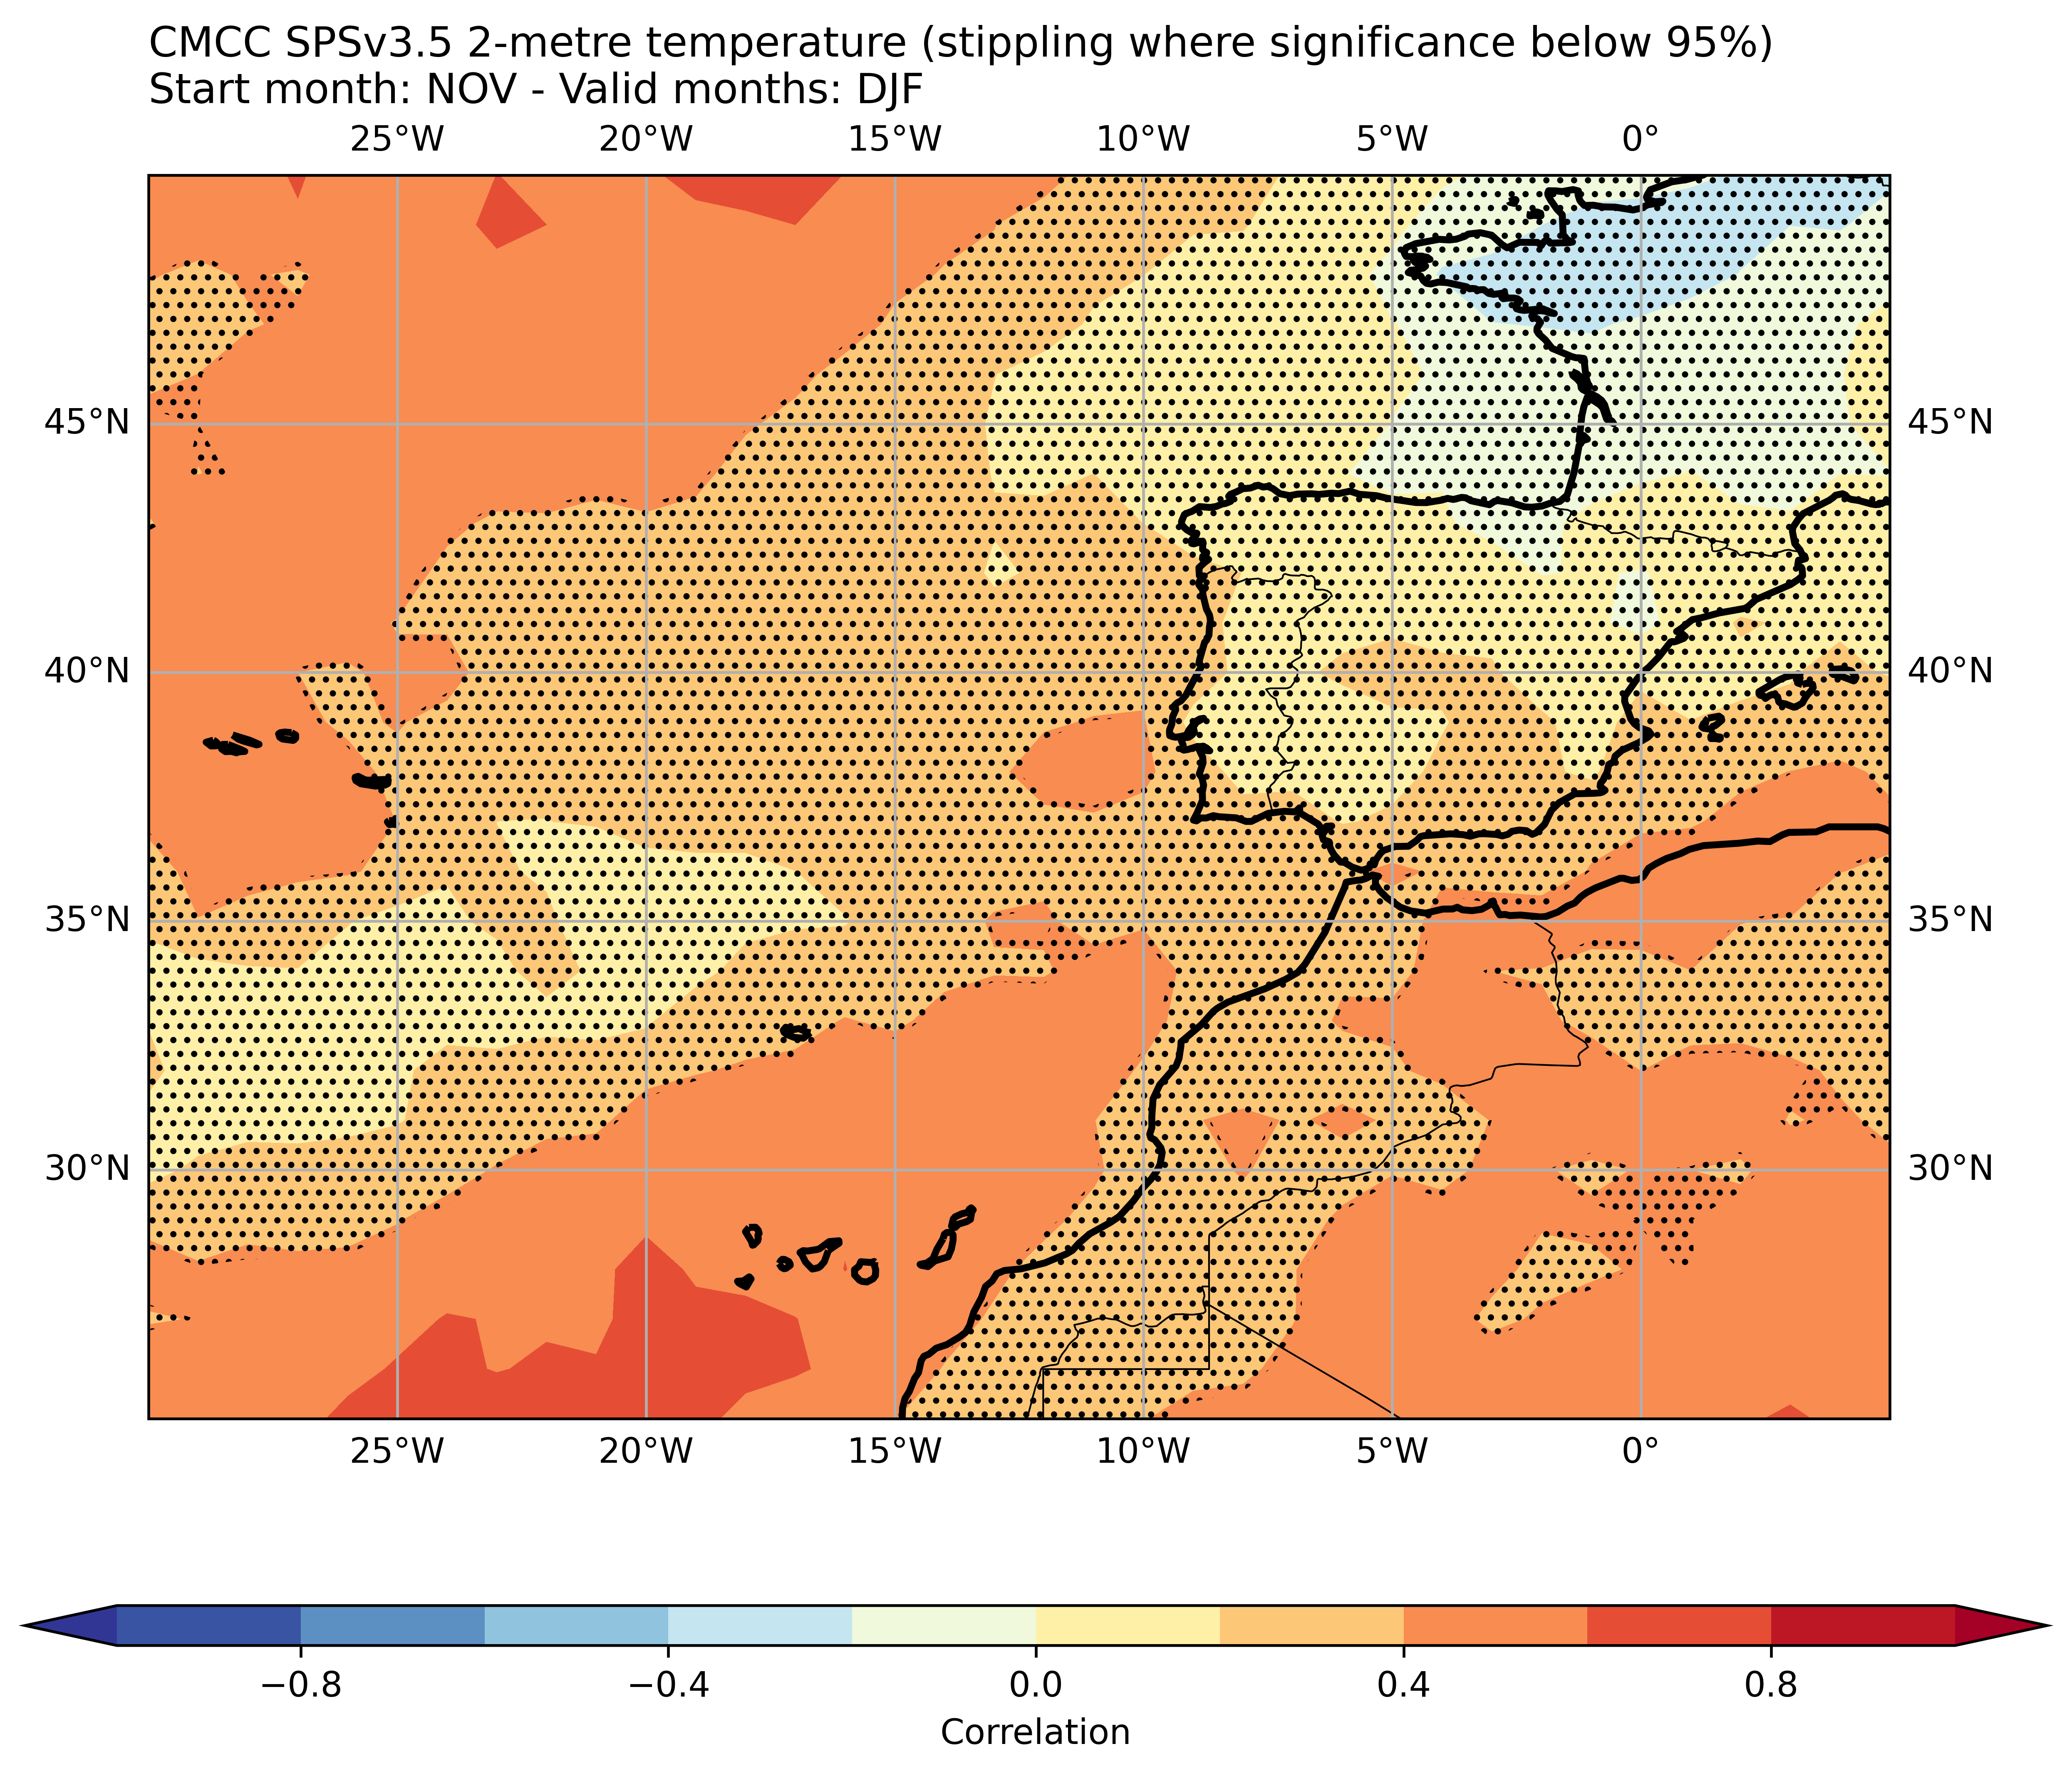 CMCC SPSv3.5 2-metre temperature (stippling where significance below 95%)
Start month: NOV - Valid months: DJF
25°W 20°W 15°W 10°W 5°W 0°
45°N 45°N
40°N 40°N
35°N 35°N
30°N 30°N
25°W 20°W 15°W 10°W 5°W 0°
−0.8 −0.4 0.0 0.4 0.8
Correlation